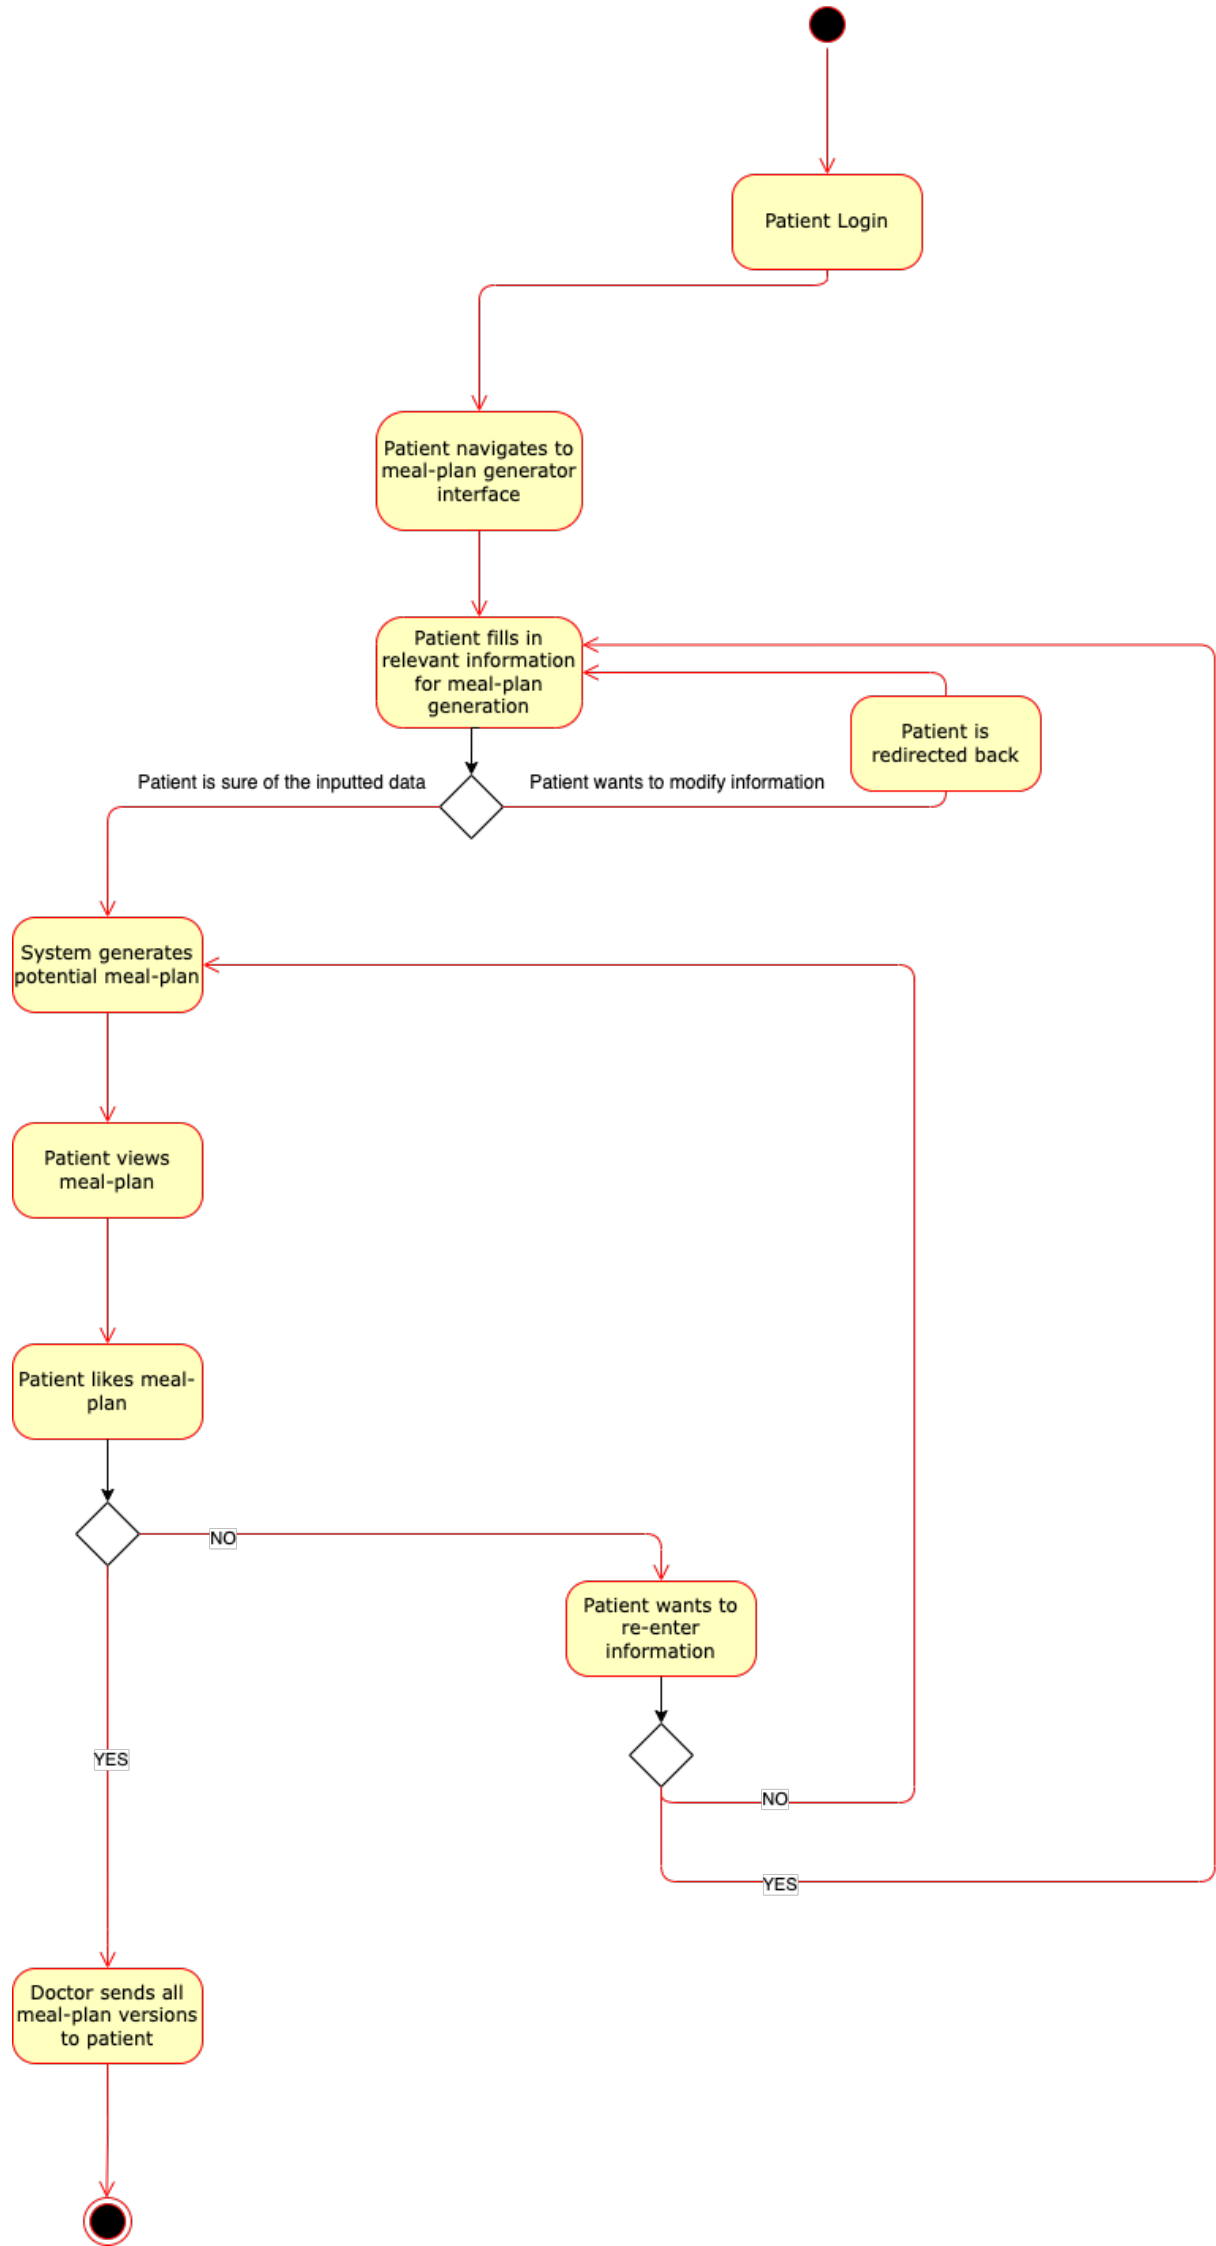 Patient Login
Patient navigates to
meal-plan generator
interface
Patient fills in
relevant information
for meal-plan
generation
Patient is
redirected back
Patient is sure of the inputted data
Patient wants to modify information
System generates
potential meal-plan
Patient views
meal-plan
Patient likes meal-
plan
NO
Patient wants to
re-enter
information
YES
NO
YES
Doctor sends all
meal-plan versions
to patient